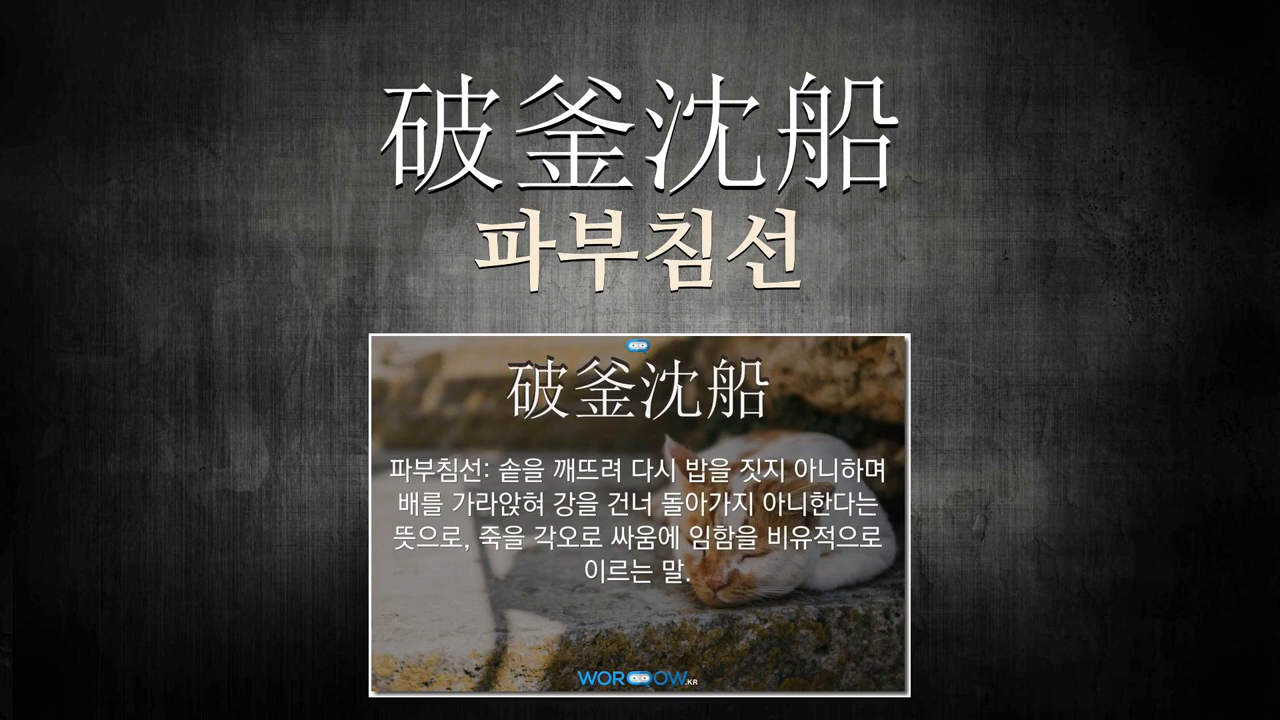 破釜沈船
파부침선
破釜沈船
파부침선: 솥을 깨뜨려 다시 밥을 짓지 아니하며
배를 가라앉혀 강을 건너 돌아가지 아니한다는
뜻으로, 죽을 각오로 싸움에 임함을 비유적으로
이르는 말.
WORDROW.KR